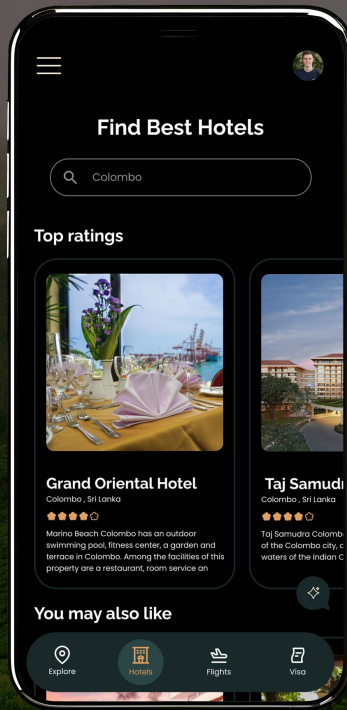 Find Best Hotels
Colombo
Top ratings
Grand Oriental Hotel
Colombo , Sri Lanka
Marino Beach Colombo has an outdoor
swimming pool, fitness center, a garden and
terrace in Colombo. Among the facilities of this
property are a restaurant, room service an
Taj Samud
Colombo , Sri Lanka
Taj Samudra Colomb
of the Colombo city, c
waters of the Indian C
You may also like
Explore
Hotels
Flights
Visa